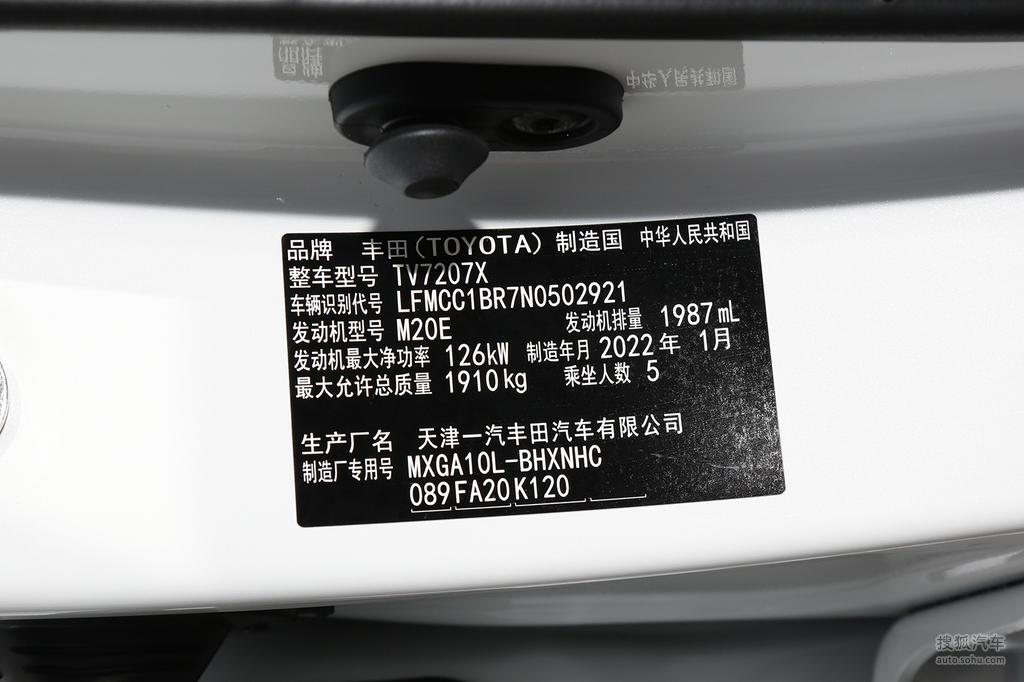 品牌 丰田(TOYOTA) 制造国 中华人民共和国
整车型号 TV7207X
车辆识别代号 LFMCC1BR7N0502921
发动机型号 M20E 发动机排量 1987mL
发动机最大净功率 126kW 制造年月 2022年 1月
最大允许总质量 1910kg 乘坐人数 5
生产厂名 天津一汽丰田汽车有限公司
制造厂专用号 MXGA10L-BHXNHC
089 FA20 K120
搜狐汽车
auto.sohu.com